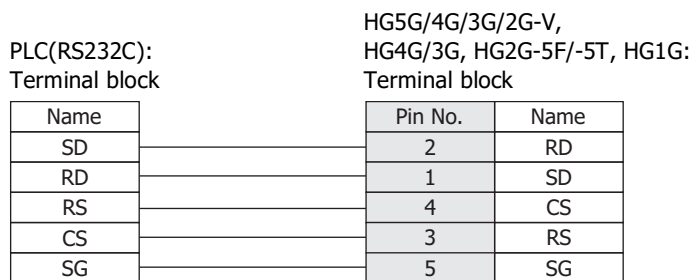 HG5G/4G/3G/2G-V,
PLC(RS232C): HG4G/3G, HG2G-5F/-5T, HG1G:
Terminal block Terminal block
Name Pin No. Name
SD 2 RD
RD 1 SD
RS 4 CS
CS 3 RS
SG 5 SG